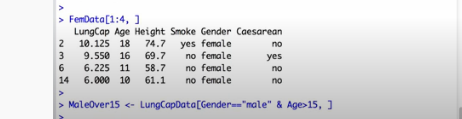 >
> FemData[1:4, ]
LungCap Age Height Smoke Gender Caesarean
2 10.125 18 74.7 yes female no
3 9.550 16 69.7 no female yes
6 6.225 11 58.7 no female no
14 6.000 10 61.1 no female no
>
> MaleOver15 <- LungCapData[Gender=="male" & Age>15, ]
>